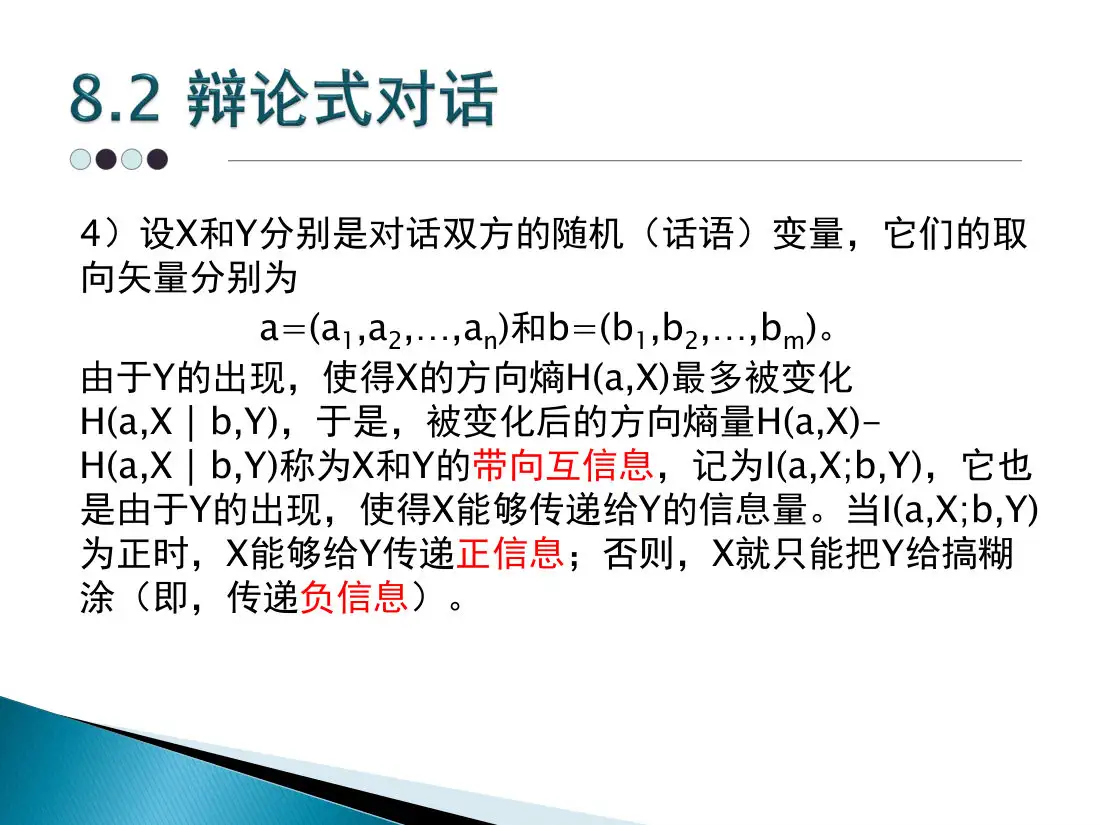 8.2 辩论式对话
4）设X和Y分别是对话双方的随机（话语）变量，它们的取
向矢量分别为
a=(a₁,a₂,…,aₙ)和b=(b₁,b₂,…,bₘ)。
由于Y的出现，使得X的方向熵H(a,X)最多被变化
H(a,X | b,Y)，于是，被变化后的方向熵量H(a,X)-
H(a,X | b,Y)称为X和Y的带向互信息，记为I(a,X;b,Y)，它也
是由于Y的出现，使得X能够传递给Y的信息量。当I(a,X;b,Y)
为正时，X能够给Y传递正信息；否则，X就只能把Y给搞糊
涂（即，传递负信息）。